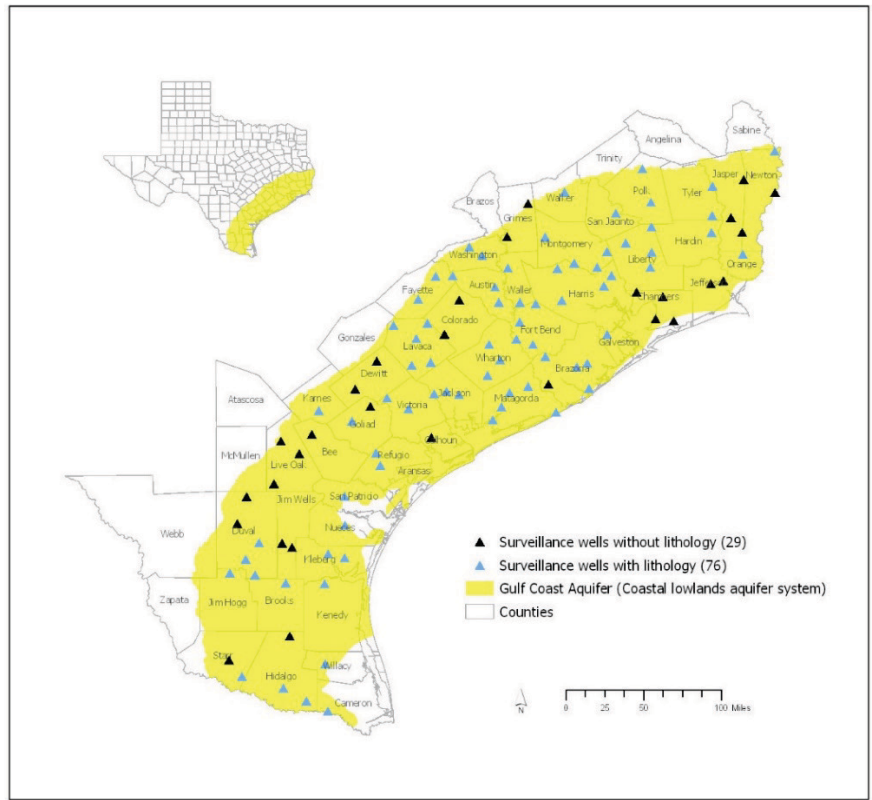 Sabine
Angelina
Trinity
Jasper
Newton
Polk
Tyler
Walker
Brazos
Grimes
San Jacinto
Hardin
Montgomery
Washington
Liberty
Orange
Austin
Waller
Harris
Jefferson
Chambers
Fayette
Colorado
Fort Bend
Gonzales
Lavaca
Galveston
Wharton
Dewitt
Brazoria
Atascosa
Karnes
Jackson
Victoria
Matagorda
Goliad
Calhoun
McMullen
Bee
Refugio
Live Oak
Aransas
Jim Wells
San Patricio
Webb
Duval
Nueces
Surveillance wells without lithology (29)
Kleberg
Surveillance wells with lithology (76)
Gulf Coast Aquifer (Coastal lowlands aquifer system)
Zapata
Jim Hogg
Brooks
Kenedy
Counties
Starr
Willacy
Hidalgo
Cameron
N
0 25 50 100 Miles